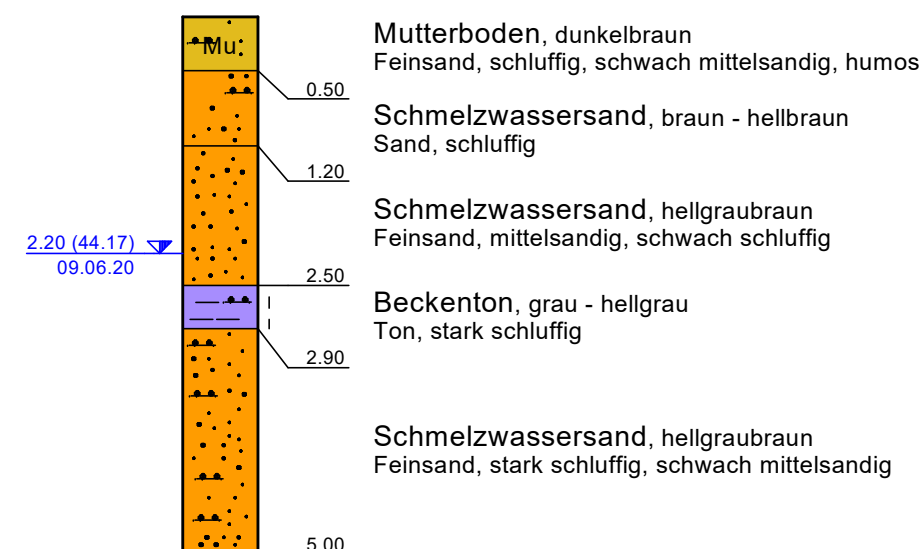 Mutterboden, dunkelbraun
Mu
Feinsand, schluffig, schwach mittelsandig, humos
0.50
Schmelzwassersand, braun - hellbraun
Sand, schluffig
1.20
Schmelzwassersand, hellgraubraun
Feinsand, mittelsandig, schwach schluffig
2.20 (44.17)
09.06.20
2.50
Beckenton, grau - hellgrau
Ton, stark schluffig
2.90
Schmelzwassersand, hellgraubraun
Feinsand, stark schluffig, schwach mittelsandig
5.00